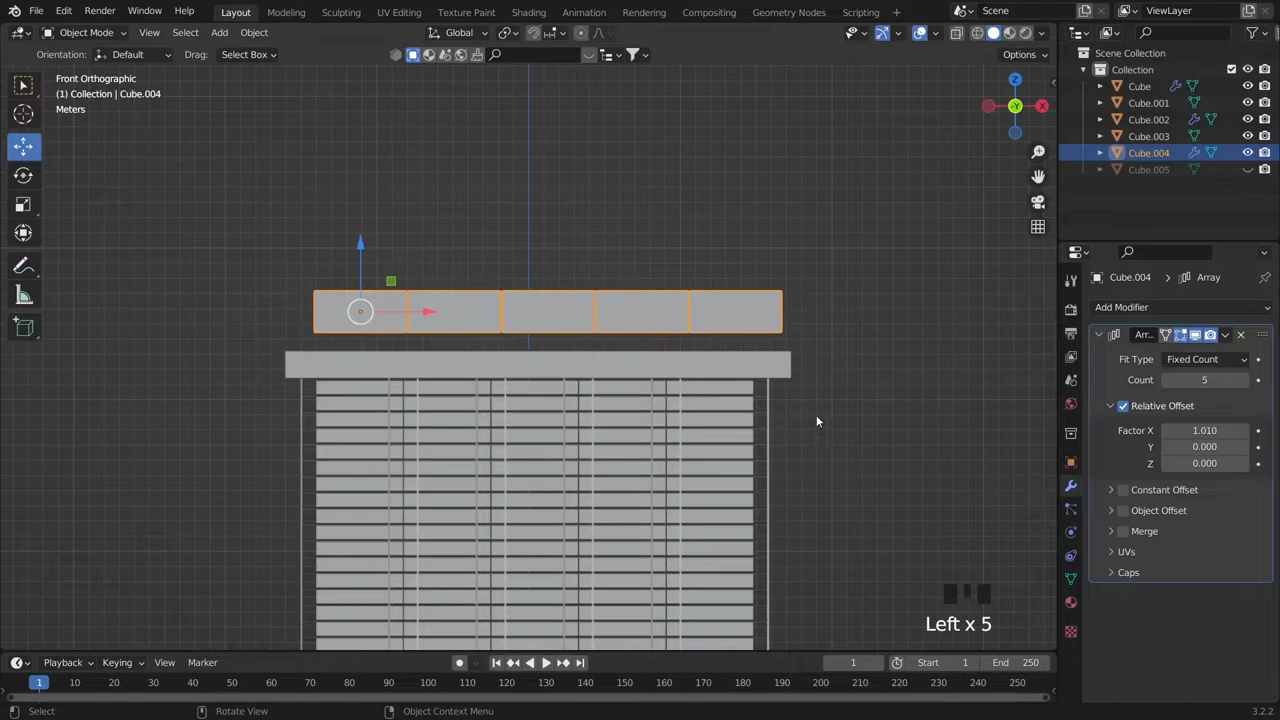 File Edit Render Window Help Layout Modeling Sculpting UV Editing Texture Paint Shading Animation Rendering Compositing Geometry Nodes Scripting + Scene ViewLayer
Object Mode View Select Add Object Global
Orientation: Default Drag: Select Box Options
Front Orthographic
(1) Collection | Cube.004
Meters
Z
X
-Y
Scene Collection
Collection
Cube
Cube.001
Cube.002
Cube.003
Cube.004
Cube.005
Cube.004 > Array
Add Modifier
Arr...
Fit Type Fixed Count
Count 5
Relative Offset
Factor X 1.010
Y 0.000
Z 0.000
Constant Offset
Object Offset
Merge
UVs
Caps
Left x 5
Playback Keying View Marker 1 Start 1 End 250
1 10 20 30 40 50 60 70 80 90 100 110 120 130 140 150 160 170 180 190 200 210 220 230 240 250
Select Rotate View Object Context Menu 3.2.2